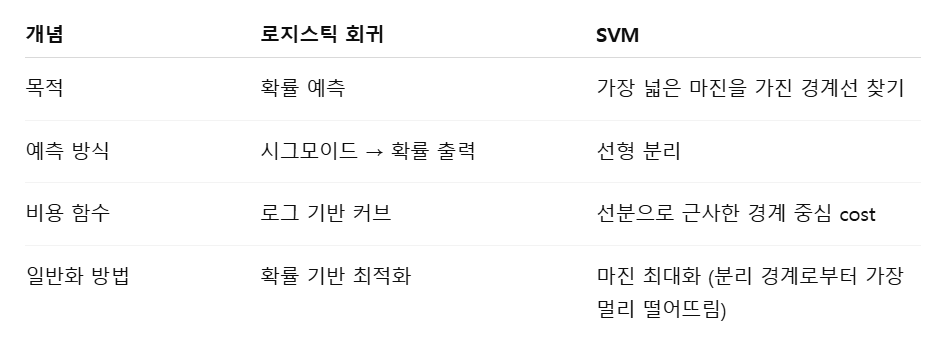 개념 로지스틱 회귀 SVM
목적 확률 예측 가장 넓은 마진을 가진 경계선 찾기
예측 방식 시그모이드 → 확률 출력 선형 분리
비용 함수 로그 기반 커브 선분으로 근사한 경계 중심 cost
일반화 방법 확률 기반 최적화 마진 최대화 (분리 경계로부터 가장
멀리 떨어뜨림)